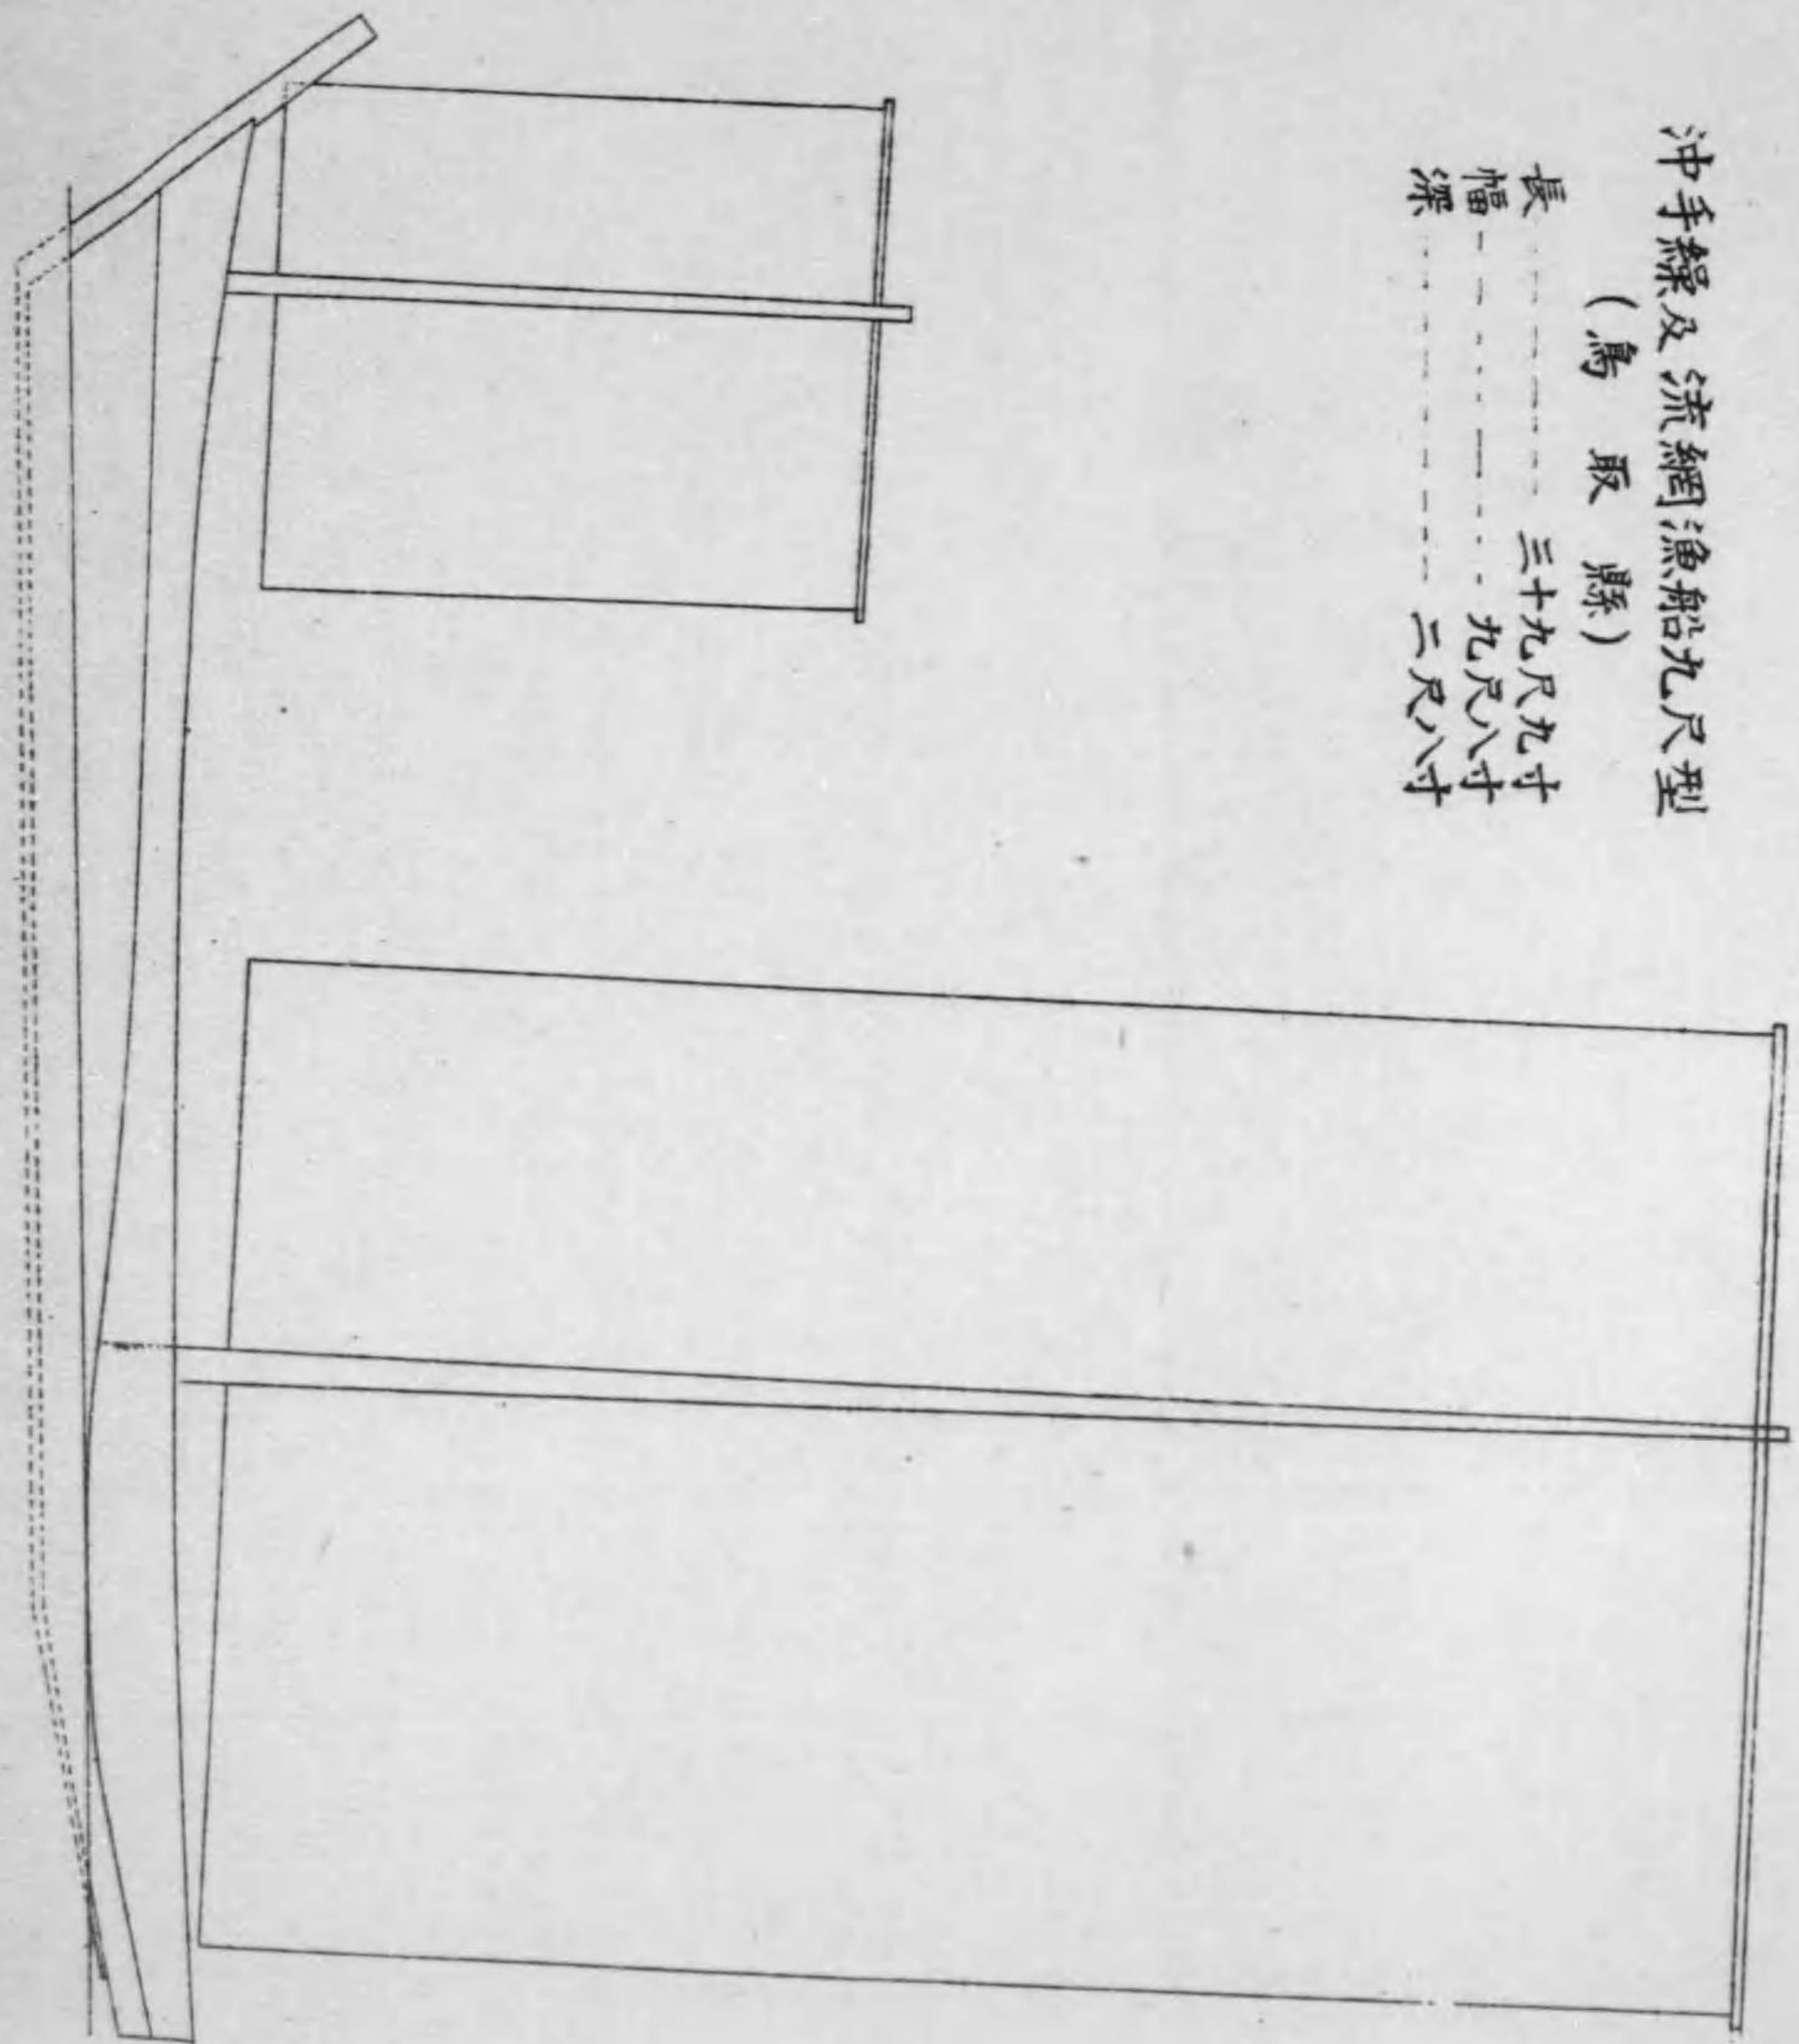 沖手繰及流網漁船九尺型
(鳥取縣)
長 三十九尺九寸
幅 九尺八寸
深 二尺八寸